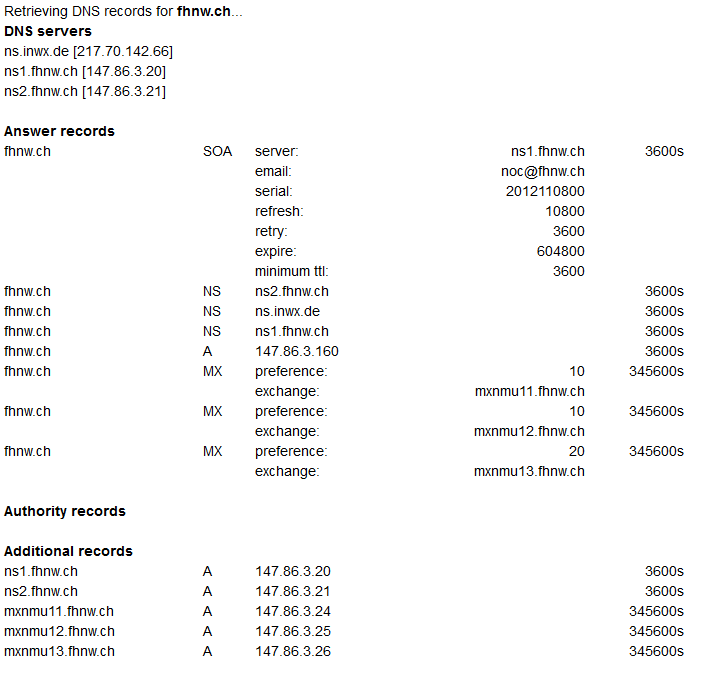 Retrieving DNS records for fhnw.ch...
DNS servers
ns.inwx.de [217.70.142.66]
ns1.fhnw.ch [147.86.3.20]
ns2.fhnw.ch [147.86.3.21]
Answer records
fhnw.ch SOA server: ns1.fhnw.ch 3600s
email: noc@fhnw.ch
serial: 2012110800
refresh: 10800
retry: 3600
expire: 604800
minimum ttl: 3600
fhnw.ch NS ns2.fhnw.ch 3600s
fhnw.ch NS ns.inwx.de 3600s
fhnw.ch NS ns1.fhnw.ch 3600s
fhnw.ch A 147.86.3.160 3600s
fhnw.ch MX preference: 10 345600s
exchange: mxnmu11.fhnw.ch
fhnw.ch MX preference: 10 345600s
exchange: mxnmu12.fhnw.ch
fhnw.ch MX preference: 20 345600s
exchange: mxnmu13.fhnw.ch
Authority records
Additional records
ns1.fhnw.ch A 147.86.3.20 3600s
ns2.fhnw.ch A 147.86.3.21 3600s
mxnmu11.fhnw.ch A 147.86.3.24 345600s
mxnmu12.fhnw.ch A 147.86.3.25 345600s
mxnmu13.fhnw.ch A 147.86.3.26 345600s